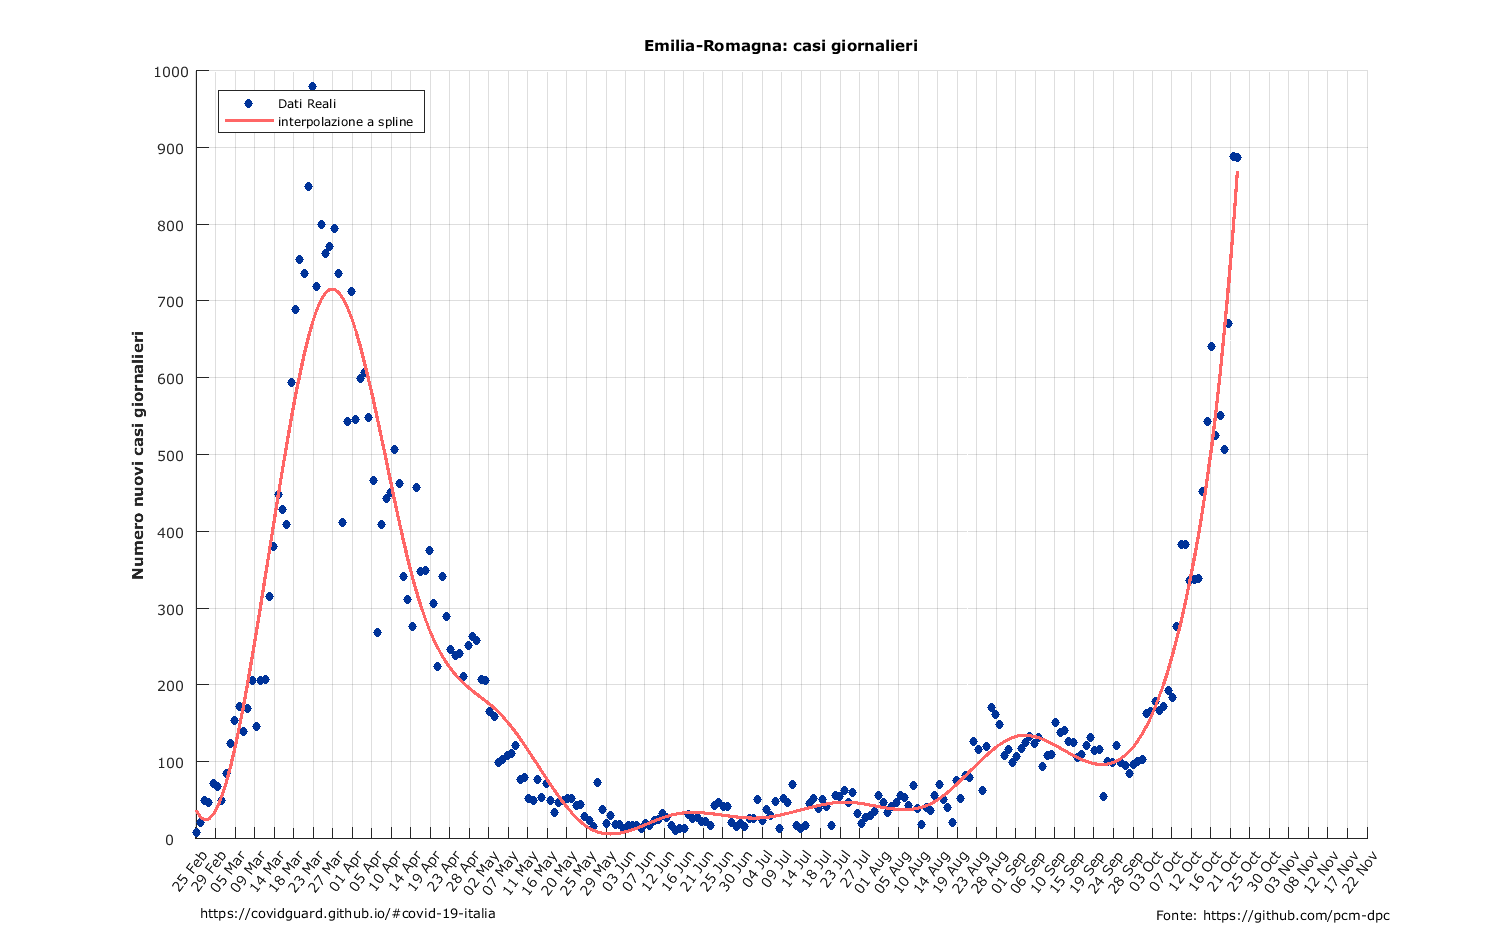 Emilia-Romagna: casi giornalieri
Dati Reali
interpolazione a spline
Numero nuovi casi giornalieri
1000
900
800
700
600
500
400
300
200
100
0
25 Feb
29 Feb
05 Mar
09 Mar
14 Mar
18 Mar
23 Mar
27 Mar
01 Apr
05 Apr
10 Apr
14 Apr
19 Apr
23 Apr
28 Apr
02 May
07 May
11 May
16 May
20 May
25 May
29 May
03 Jun
07 Jun
12 Jun
16 Jun
21 Jun
25 Jun
30 Jun
04 Jul
09 Jul
14 Jul
18 Jul
23 Jul
27 Jul
01 Aug
05 Aug
10 Aug
14 Aug
19 Aug
23 Aug
28 Aug
01 Sep
06 Sep
10 Sep
15 Sep
19 Sep
24 Sep
28 Sep
03 Oct
07 Oct
12 Oct
16 Oct
21 Oct
25 Oct
30 Oct
03 Nov
08 Nov
12 Nov
17 Nov
22 Nov
https://covidguard.github.io/#covid-19-italia
Fonte: https://github.com/pcm-dpc